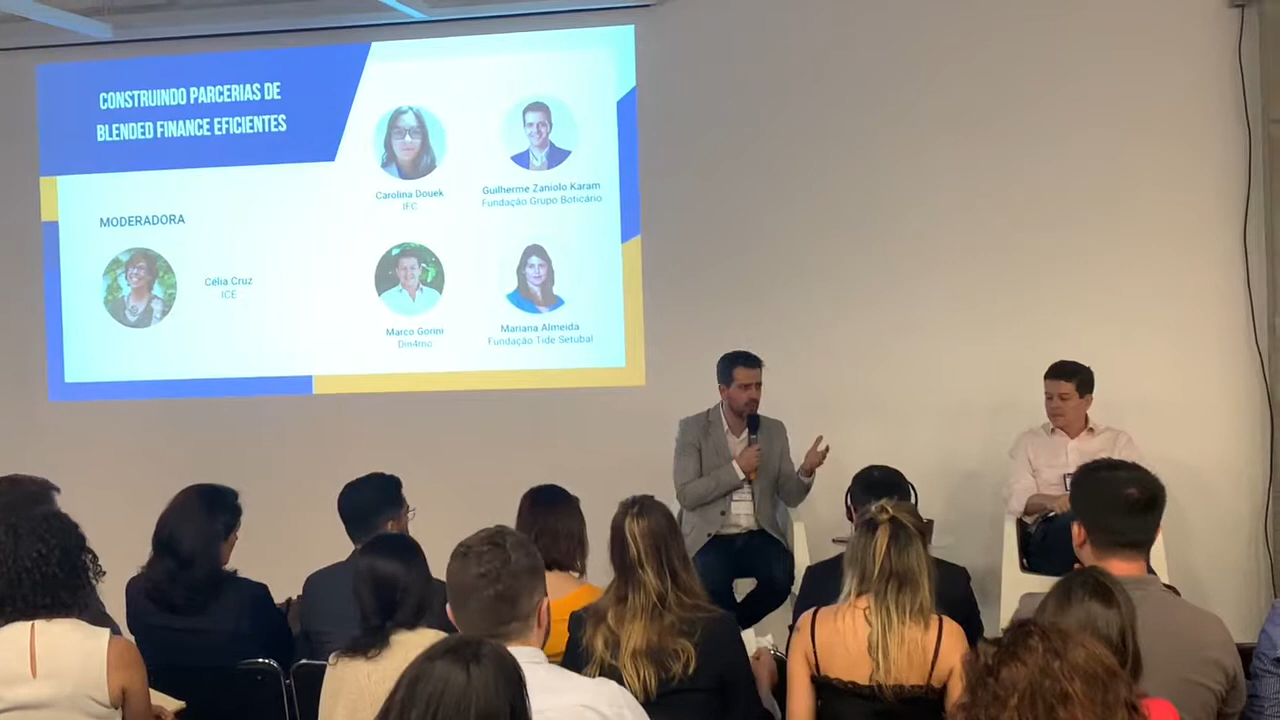 CONSTRUINDO PARCERIAS DE
BLENDED FINANCE EFICIENTES
MODERADORA
Célia Cruz
ICE
Carolina Douek
IFC
Guilherme Zaniolo Karam
Fundação Grupo Boticário
Marco Gorini
Din4mo
Mariana Almeida
Fundação Tide Setubal